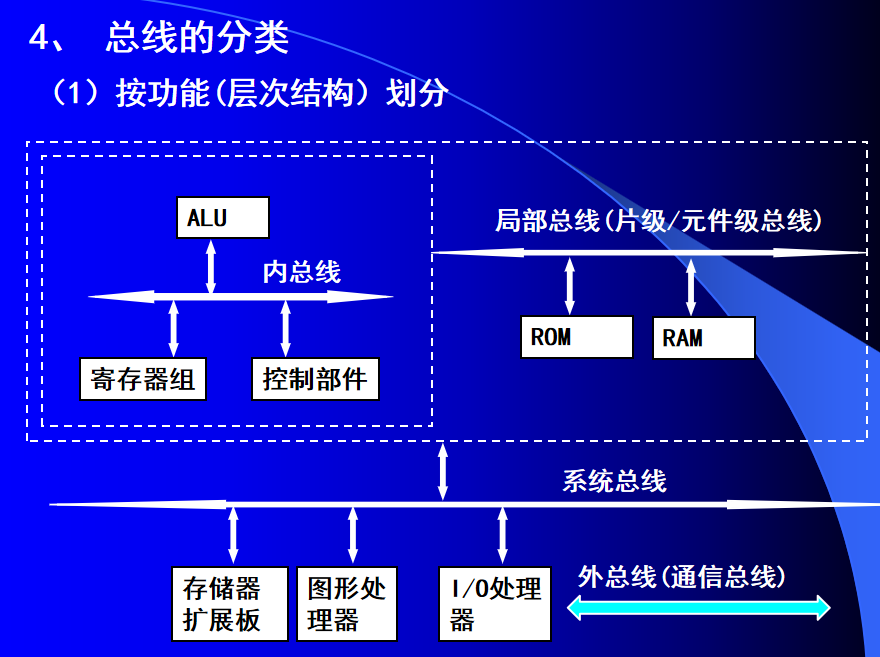 4、 总线的分类
（1）按功能(层次结构）划分
ALU
内总线
寄存器组
控制部件
局部总线(片级/元件级总线)
ROM
RAM
系统总线
存储器
扩展板
图形处
理器
I/O处理
器
外总线(通信总线)